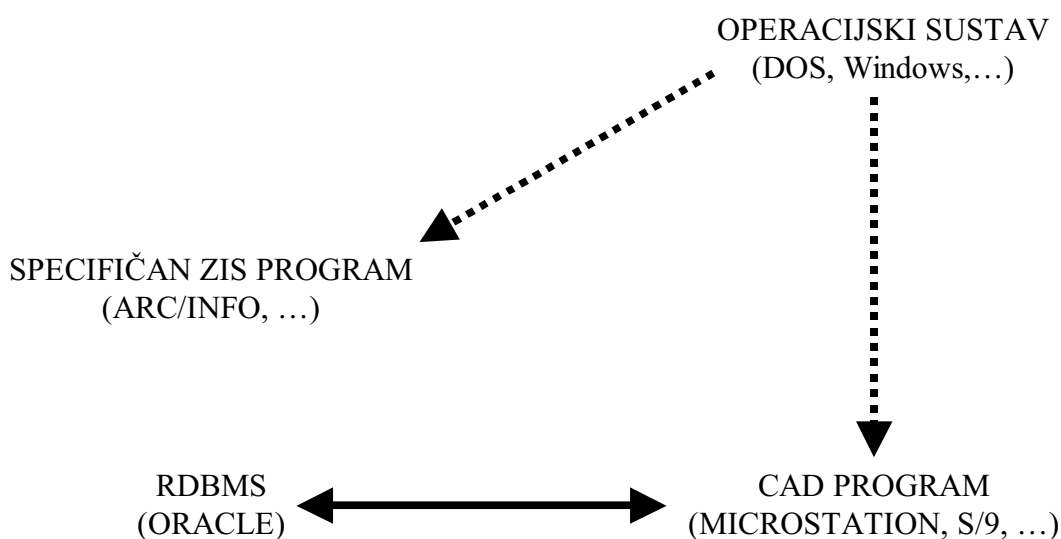 OPERACIJSKI SUSTAV
(DOS, Windows,…)
SPECIFIČAN ZIS PROGRAM
(ARC/INFO, …)
RDBMS
(ORACLE)
CAD PROGRAM
(MICROSTATION, S/9, …)